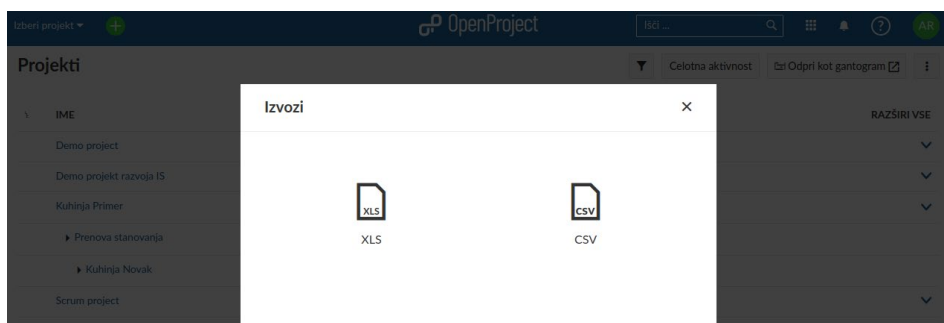 Izberi projekt
OpenProject
Išči ...
AR
Projekti
Celotna aktivnost
Odpri kot gantogram
Izvozi
IME
RAZŠIRI VSE
Demo project
Demo projekt razvoja IS
Kuhinja Primer
XLS
CSV
Prenova stanovanja
XLS
CSV
Kuhinja Novak
Scrum project